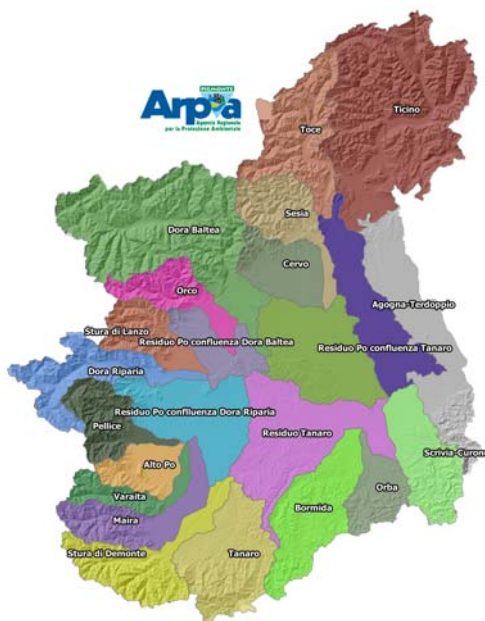 PIEMONTE
Arpa
Agenzia Regionale
per la Protezione Ambientale
Ticino
Toce
Sesia
Dora Baltea
Cervo
Orco
Agogna-Terdoppio
Stura di Lanzo
Residuo Po confluenza Dora Baltea
Residuo Po confluenza Tanaro
Dora Riparia
Residuo Po confluenza Dora Riparia
Pellice
Residuo Tanaro
Scrivia-Curone
Alto Po
Varaita
Orba
Maira
Bormida
Stura di Demonte
Tanaro